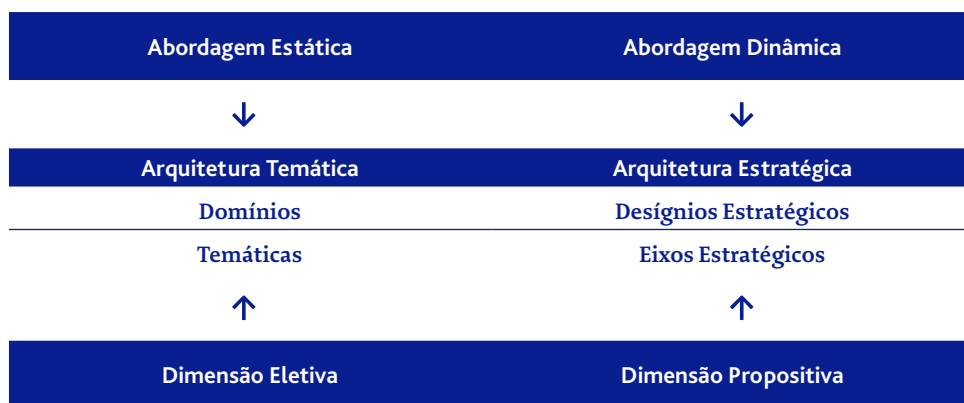 Abordagem Estática
Abordagem Dinâmica
Arquitetura Temática
Arquitetura Estratégica
Domínios
Desígnios Estratégicos
Temáticas
Eixos Estratégicos
Dimensão Eletiva
Dimensão Propositiva